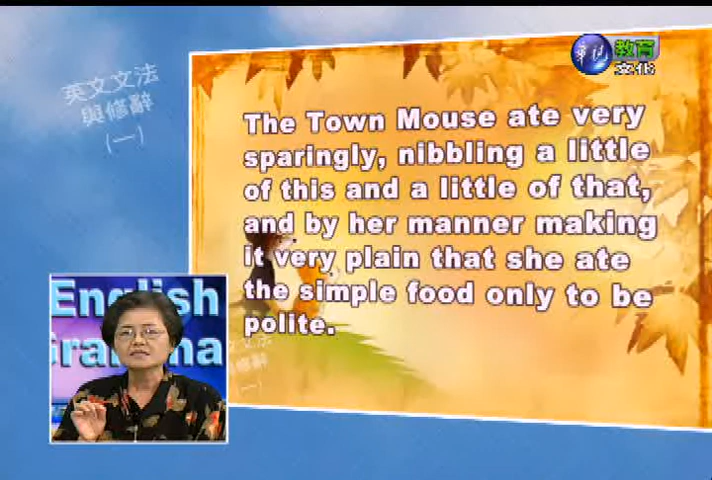 華視
教育
文化
英文文法
與修辭
(一)
The Town Mouse ate very
sparingly, nibbling a little
of this and a little of that,
and by her manner making
it very plain that she ate
the simple food only to be
polite.
English
Gramma